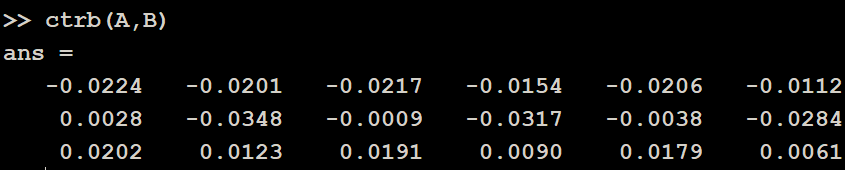 >> ctrb(A,B)
ans =
-0.0224 -0.0201 -0.0217 -0.0154 -0.0206 -0.0112
0.0028 -0.0348 -0.0009 -0.0317 -0.0038 -0.0284
0.0202 0.0123 0.0191 0.0090 0.0179 0.0061